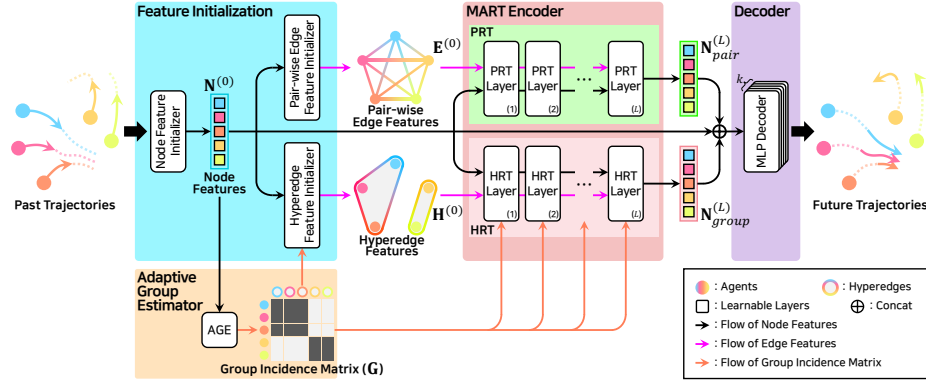 Feature Initialization
MART Encoder
Decoder
PRT
Pair-wise Edge
Feature Initializer
E^(0)
N^(0)
PRT
Layer
(1)
PRT
Layer
(2)
...
PRT
Layer
(L)
N_pair^(L)
k
Node Feature
Initializer
Pair-wise
Edge Features
MLP Decoder
Node
Features
Hyperedge
Feature Initializer
HRT
Layer
(1)
HRT
Layer
(2)
...
HRT
Layer
(L)
Past Trajectories
H^(0)
N_group^(L)
Future Trajectories
Hyperedge
Features
HRT
Adaptive
Group
Estimator
AGE
Group Incidence Matrix (G)
: Agents
: Hyperedges
: Learnable Layers
: Concat
: Flow of Node Features
: Flow of Edge Features
: Flow of Group Incidence Matrix